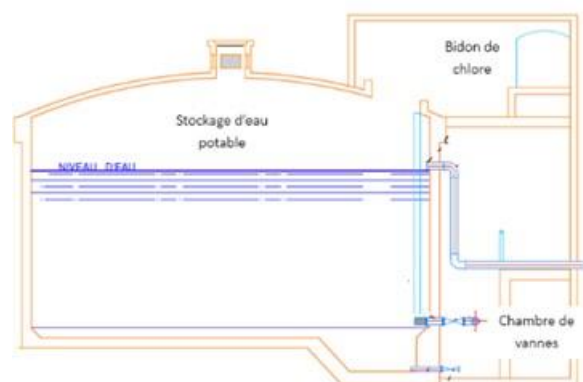 Bidon de
chlore
Stockage d'eau
potable
NIVEAU D'EAU
Chambre de
vannes